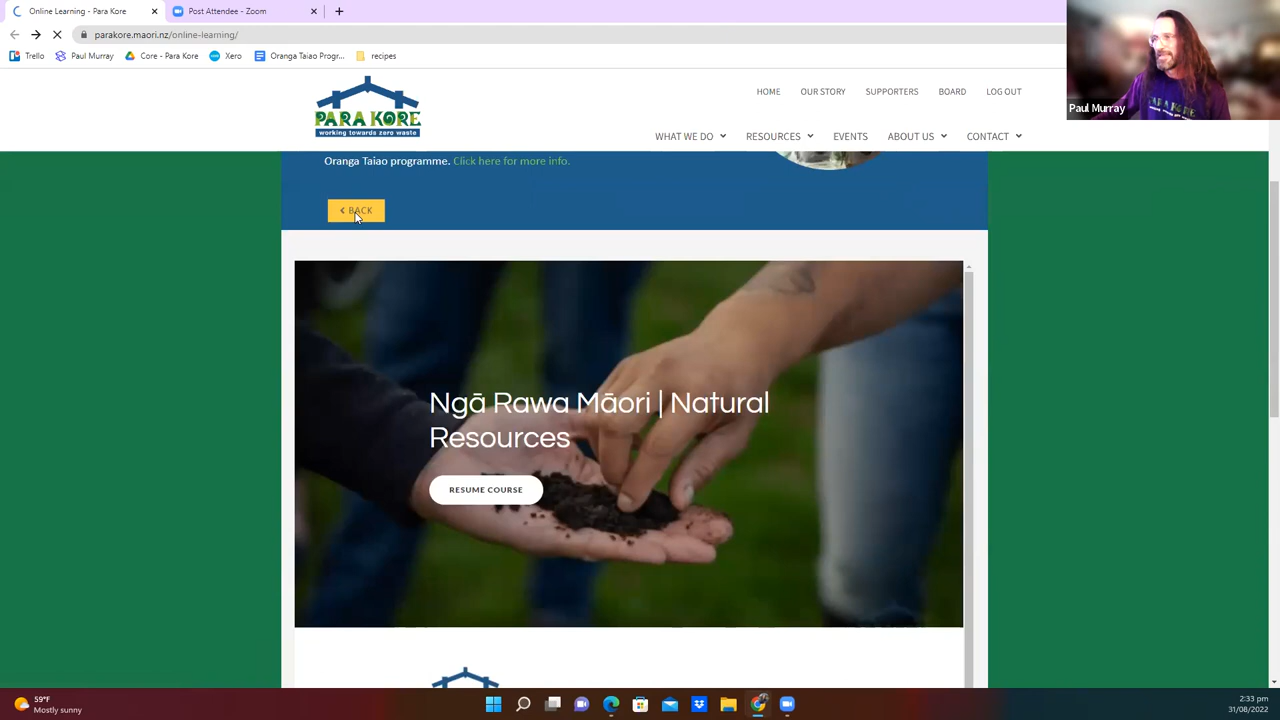 Online Learning - Para Kore
Post Attendee - Zoom
parakore.maori.nz/online-learning/
Trello
Paul Murray
Core - Para Kore
Xero
Oranga Taiao Progr...
recipes
Paul Murray
PARA KORE
PARA KORE
working towards zero waste
HOME
OUR STORY
SUPPORTERS
BOARD
LOG OUT
WHAT WE DO
RESOURCES
EVENTS
ABOUT US
CONTACT
Oranga Taiao programme. Click here for more info.
BACK
Ngā Rawa Māori | Natural
Resources
RESUME COURSE
59°F
Mostly sunny
2:33 pm
31/08/2022